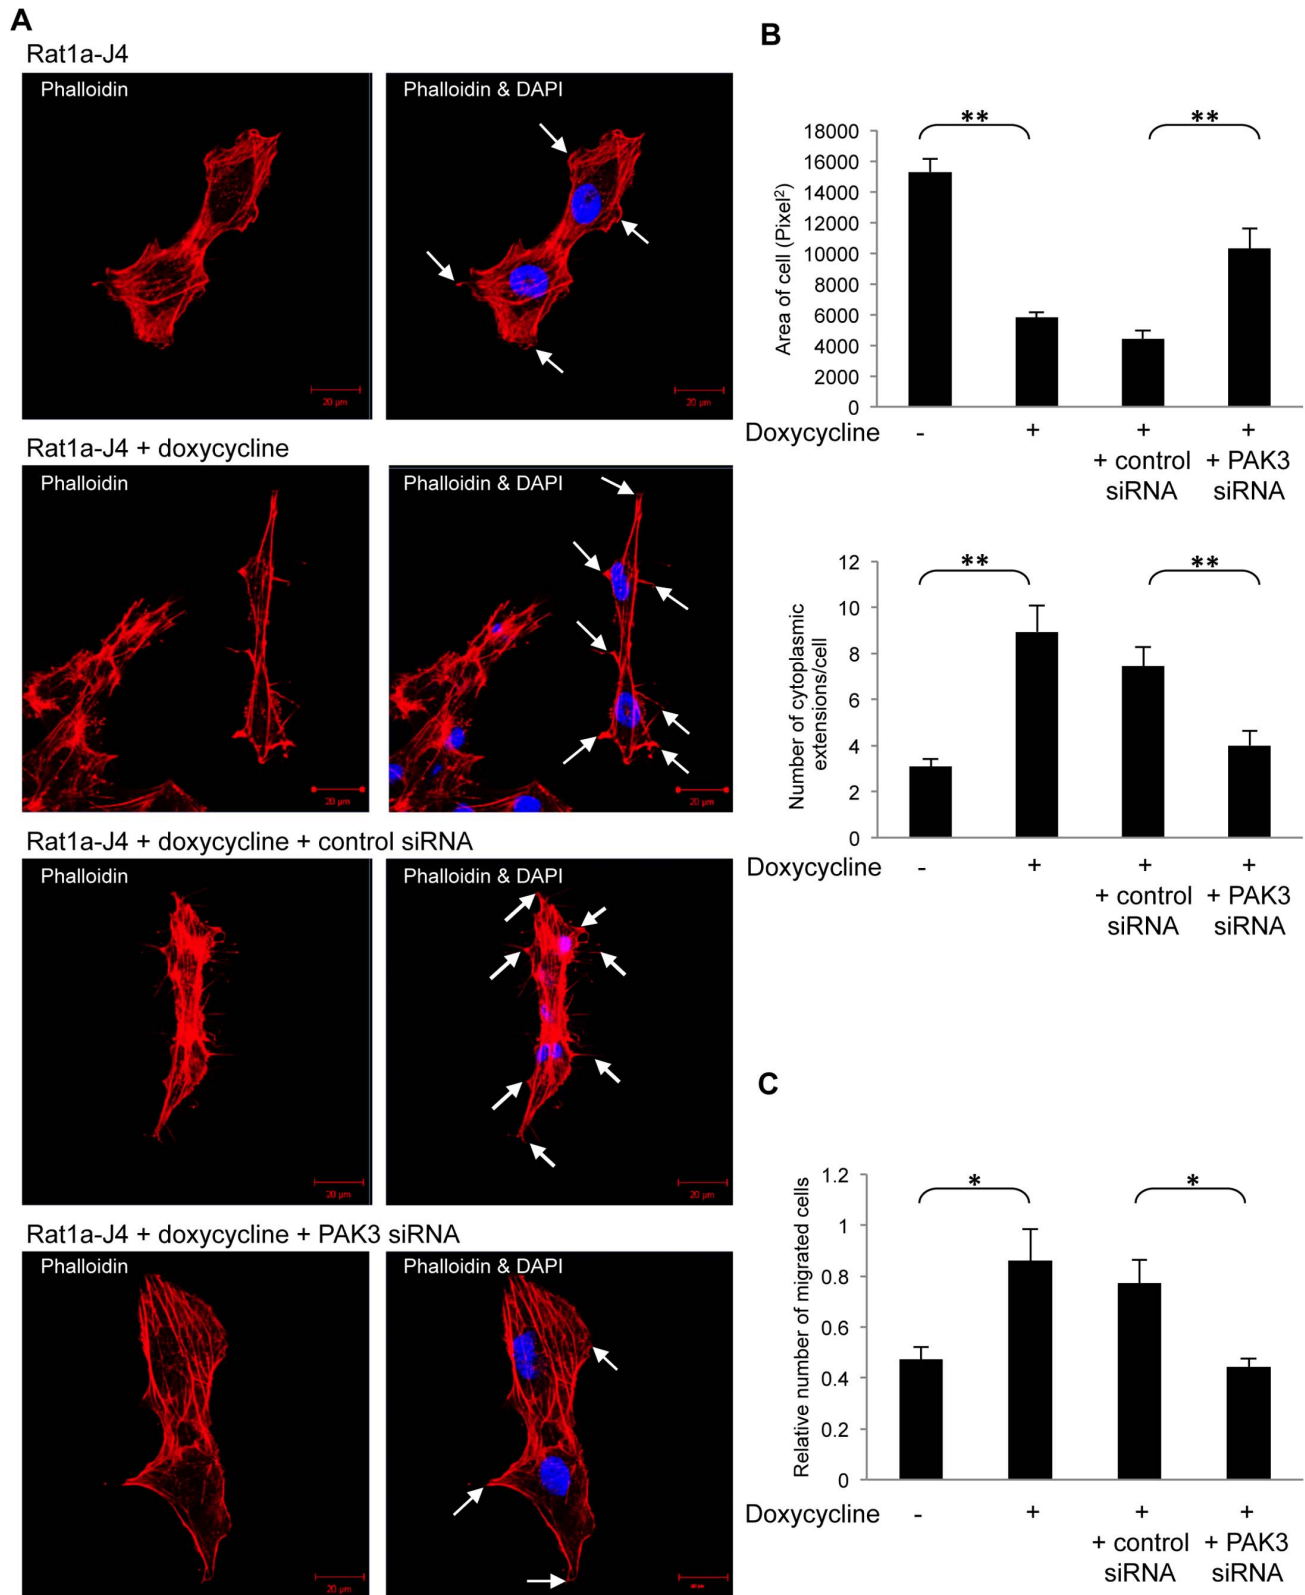 A
Rat1a-J4
Phalloidin
Phalloidin & DAPI
20 µm
20 µm
Rat1a-J4 + doxycycline
Phalloidin
Phalloidin & DAPI
20 µm
20 µm
Rat1a-J4 + doxycycline + control siRNA
Phalloidin
Phalloidin & DAPI
20 µm
20 µm
Rat1a-J4 + doxycycline + PAK3 siRNA
Phalloidin
Phalloidin & DAPI
20 µm
B
Area of cell (Pixel²)
18000
16000
14000
12000
10000
8000
6000
4000
2000
0
** **
Doxycycline - + + +
+ control + PAK3
siRNA siRNA
Number of cytoplasmic
extensions/cell
12
10
8
6
4
2
0
** **
Doxycycline - + + +
+ control + PAK3
siRNA siRNA
C
Relative number of migrated cells
1.2
1
0.8
0.6
0.4
0.2
0
* *
Doxycycline - + + +
+ control + PAK3
siRNA siRNA